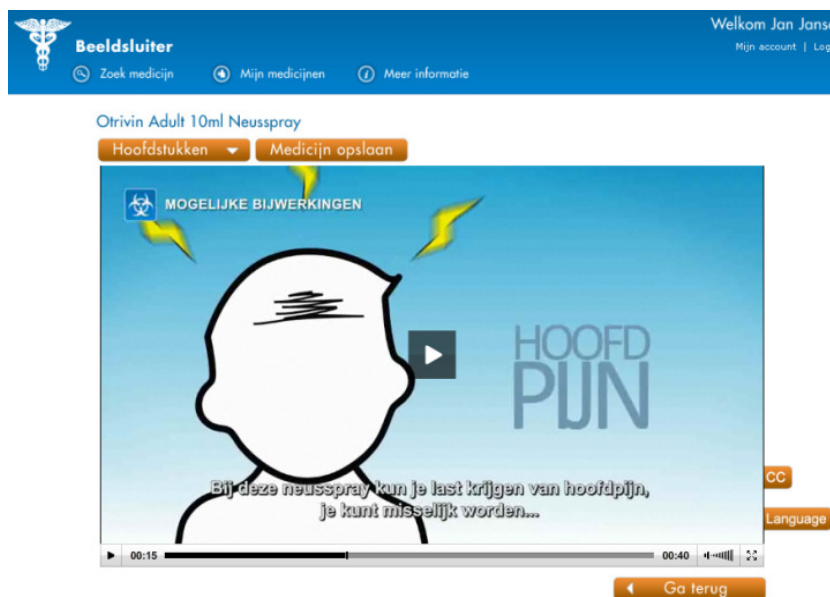 Welkom Jan Janse
Beeldsluiter
Mijn account | Log
Zoek medicijn Mijn medicijnen Meer informatie
Otrivin Adult 10ml Neusspray
Hoofdstukken Medicijn opslaan
MOGELIJKE BIJWERKINGEN
HOOFD
PIJN
Bij deze neusspray kun je last krijgen van hoofdpijn,
je kunt misselijk worden...
CC
Language
00:15 00:40
Ga terug